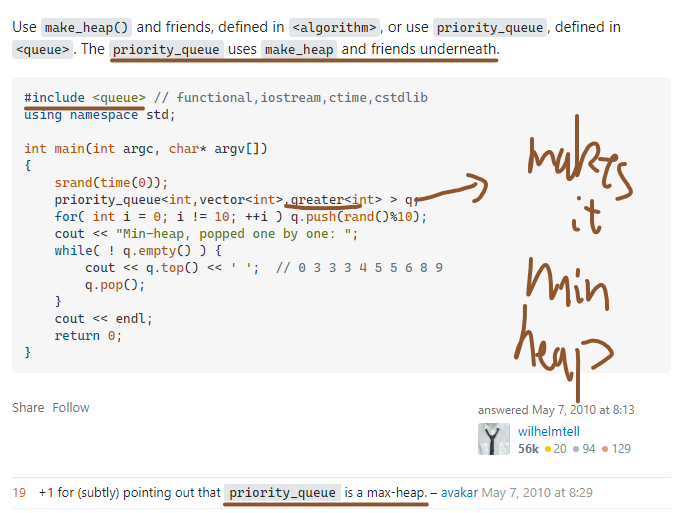 Use make_heap() and friends, defined in <algorithm>, or use priority_queue, defined in
<queue>. The priority_queue uses make_heap and friends underneath.
#include <queue> // functional,iostream,ctime,cstdlib
using namespace std;
int main(int argc, char* argv[])
{
    srand(time(0));
    priority_queue<int,vector<int>,greater<int> > q;
    for( int i = 0; i != 10; ++i ) q.push(rand()%10);
    cout << "Min-heap, popped one by one: ";
    while( ! q.empty() ) {
        cout << q.top() << ' ';  // 0 3 3 3 4 5 5 6 8 9
        q.pop();
    }
    cout << endl;
    return 0;
}
makes
it
min
heap
Share Follow
answered May 7, 2010 at 8:13
wilhelmtell
56k 20 94 129
19 +1 for (subtly) pointing out that priority_queue is a max-heap. – avakar May 7, 2010 at 8:29